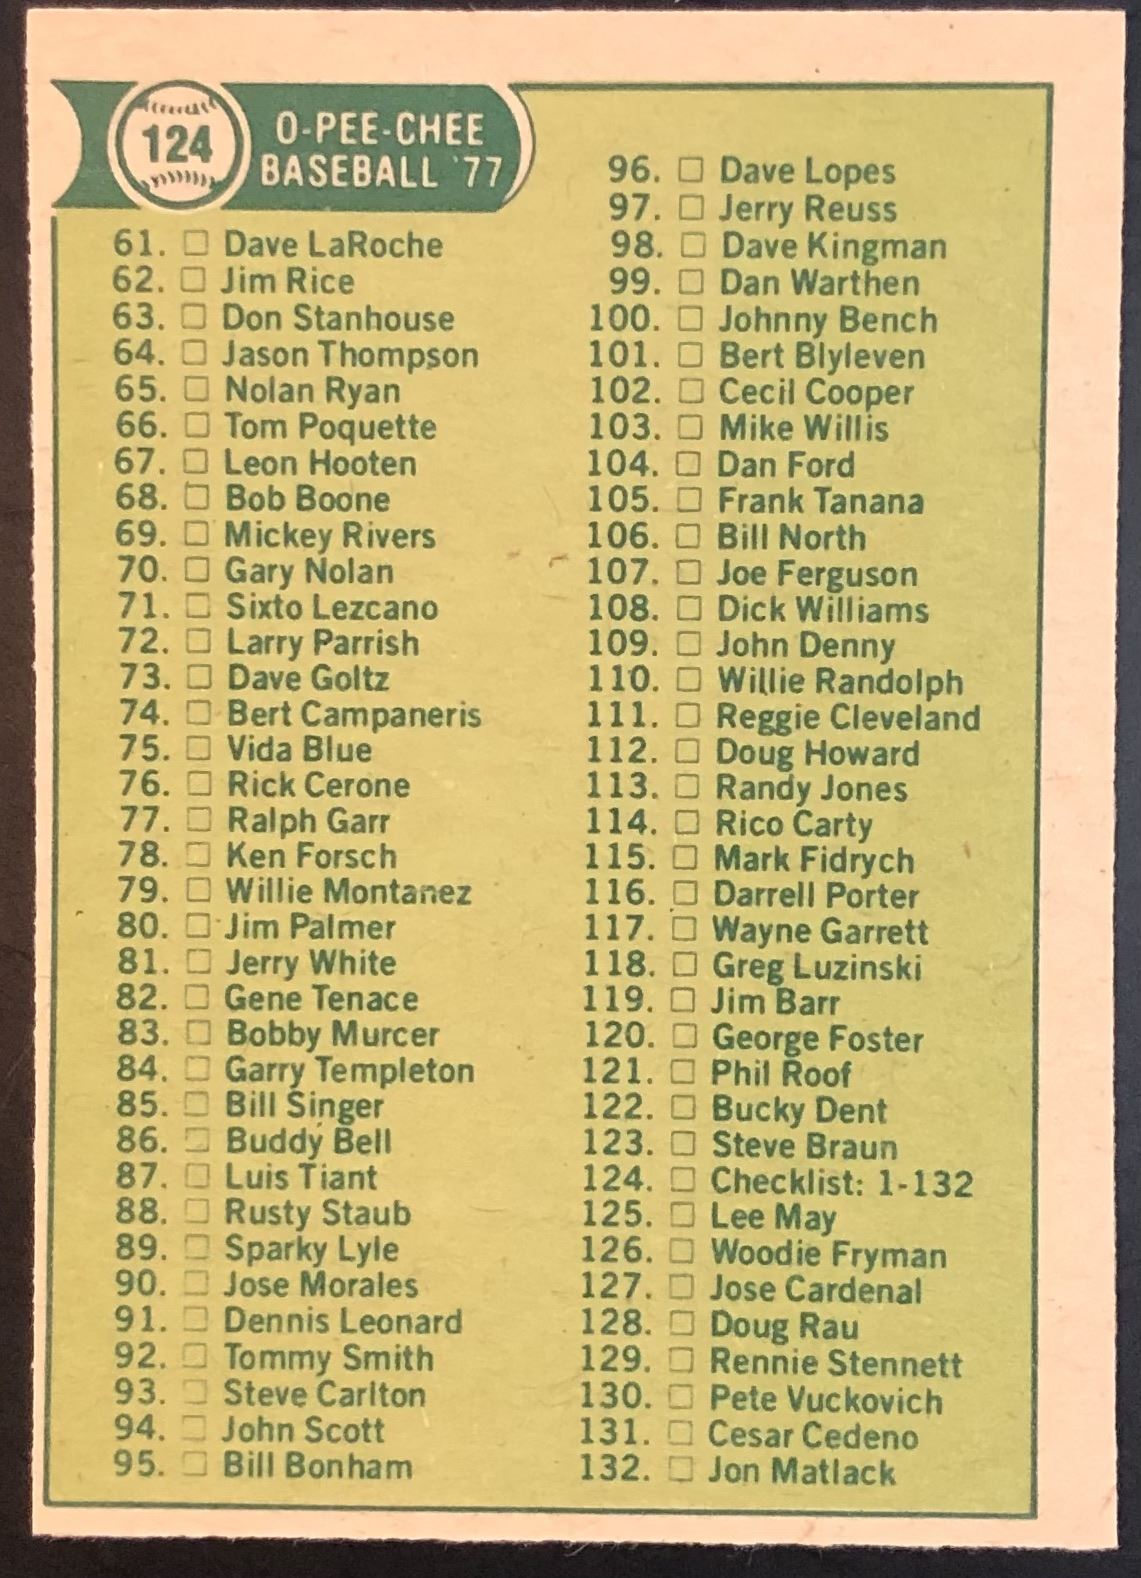 124
O-PEE-CHEE
BASEBALL '77
61. Dave LaRoche
62. Jim Rice
63. Don Stanhouse
64. Jason Thompson
65. Nolan Ryan
66. Tom Poquette
67. Leon Hooten
68. Bob Boone
69. Mickey Rivers
70. Gary Nolan
71. Sixto Lezcano
72. Larry Parrish
73. Dave Goltz
74. Bert Campaneris
75. Vida Blue
76. Rick Cerone
77. Ralph Garr
78. Ken Forsch
79. Willie Montanez
80. Jim Palmer
81. Jerry White
82. Gene Tenace
83. Bobby Murcer
84. Garry Templeton
85. Bill Singer
86. Buddy Bell
87. Luis Tiant
88. Rusty Staub
89. Sparky Lyle
90. Jose Morales
91. Dennis Leonard
92. Tommy Smith
93. Steve Carlton
94. John Scott
95. Bill Bonham
96. Dave Lopes
97. Jerry Reuss
98. Dave Kingman
99. Dan Warthen
100. Johnny Bench
101. Bert Blyleven
102. Cecil Cooper
103. Mike Willis
104. Dan Ford
105. Frank Tanana
106. Bill North
107. Joe Ferguson
108. Dick Williams
109. John Denny
110. Willie Randolph
111. Reggie Cleveland
112. Doug Howard
113. Randy Jones
114. Rico Carty
115. Mark Fidrych
116. Darrell Porter
117. Wayne Garrett
118. Greg Luzinski
119. Jim Barr
120. George Foster
121. Phil Roof
122. Bucky Dent
123. Steve Braun
124. Checklist: 1-132
125. Lee May
126. Woodie Fryman
127. Jose Cardenal
128. Doug Rau
129. Rennie Stennett
130. Pete Vuckovich
131. Cesar Cedeno
132. Jon Matlack